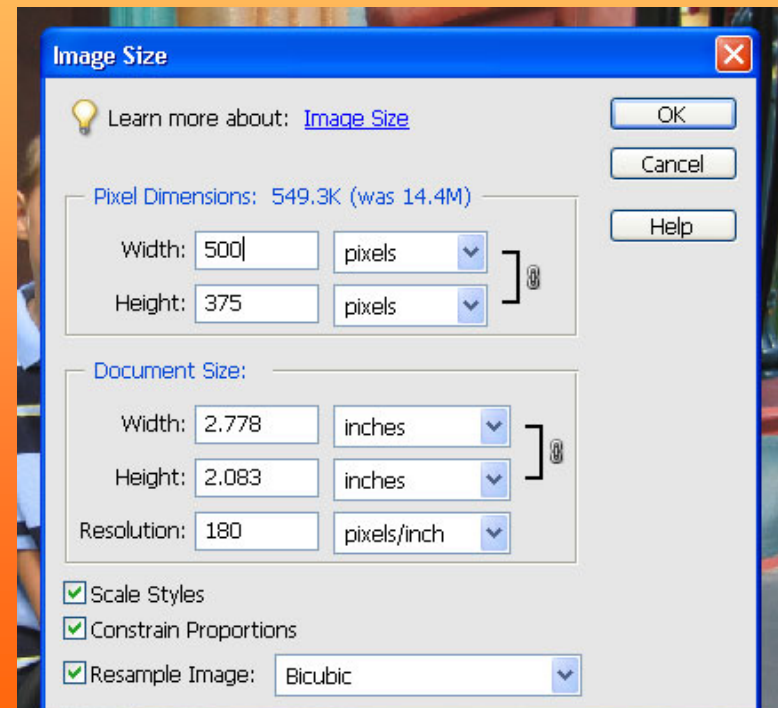 Image Size
Learn more about: Image Size
OK
Cancel
Help
Pixel Dimensions: 549.3K (was 14.4M)
Width: 500 pixels
Height: 375 pixels
Document Size:
Width: 2.778 inches
Height: 2.083 inches
Resolution: 180 pixels/inch
Scale Styles
Constrain Proportions
Resample Image: Bicubic